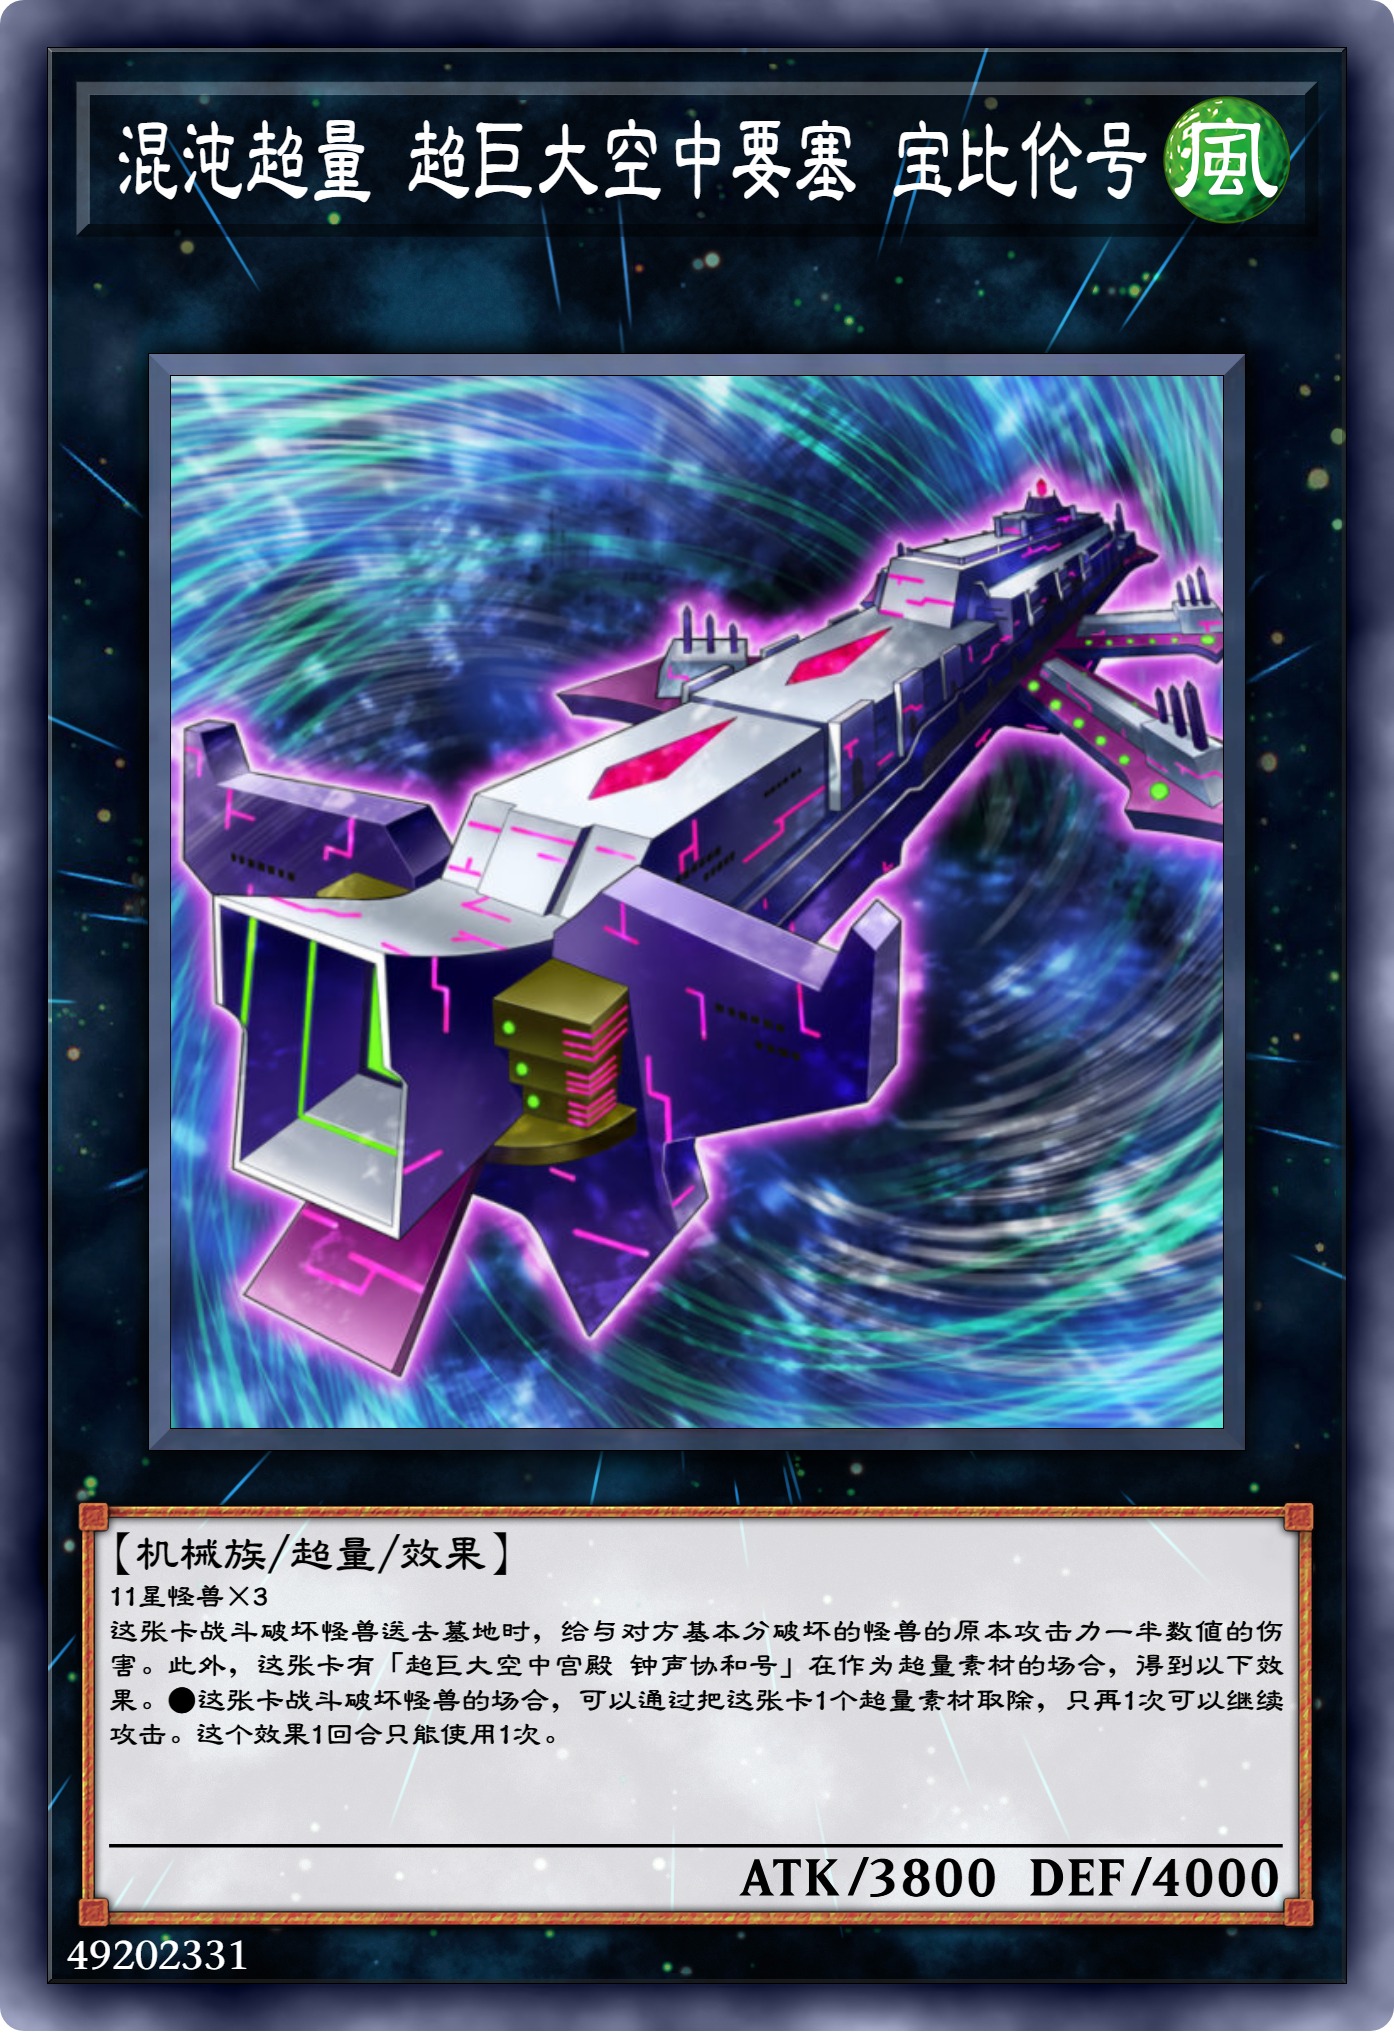 混沌超量 超巨大空中要塞 宝比伦号 風
【机械族/超量/效果】
11星怪兽×3
这张卡战斗破坏怪兽送去墓地时，给与对方基本分破坏的怪兽的原本攻击力一半数值的伤
害。此外，这张卡有「超巨大空中宫殿 钟声协和号」在作为超量素材的场合，得到以下效
果。●这张卡战斗破坏怪兽的场合，可以通过把这张卡1个超量素材取除，只再1次可以继续
攻击。这个效果1回合只能使用1次。
ATK/3800 DEF/4000
49202331